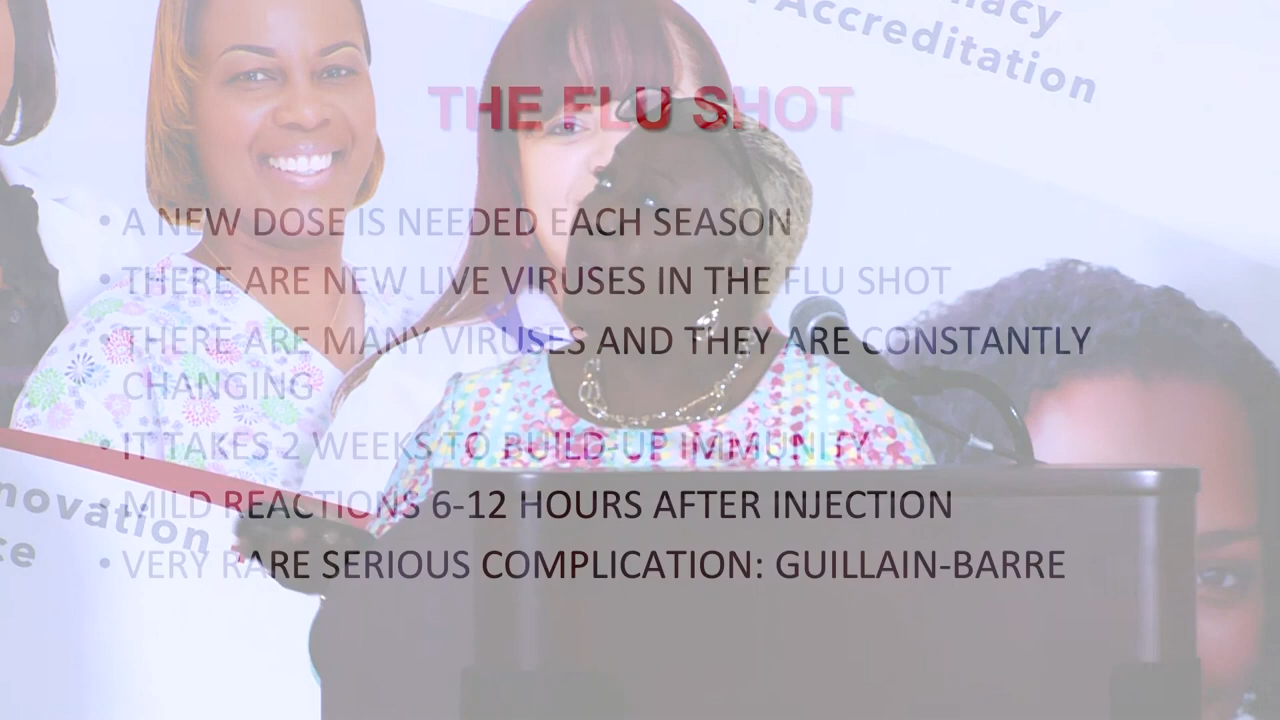 acy
Accreditation
THE FLU SHOT
• A NEW DOSE IS NEEDED EACH SEASON
• THERE ARE NEW LIVE VIRUSES IN THE FLU SHOT
• THERE ARE MANY VIRUSES AND THEY ARE CONSTANTLY
CHANGING
• IT TAKES 2 WEEKS TO BUILD-UP IMMUNITY
• MILD REACTIONS 6-12 HOURS AFTER INJECTION
• VERY RARE SERIOUS COMPLICATION: GUILLAIN-BARRE
novation
ce